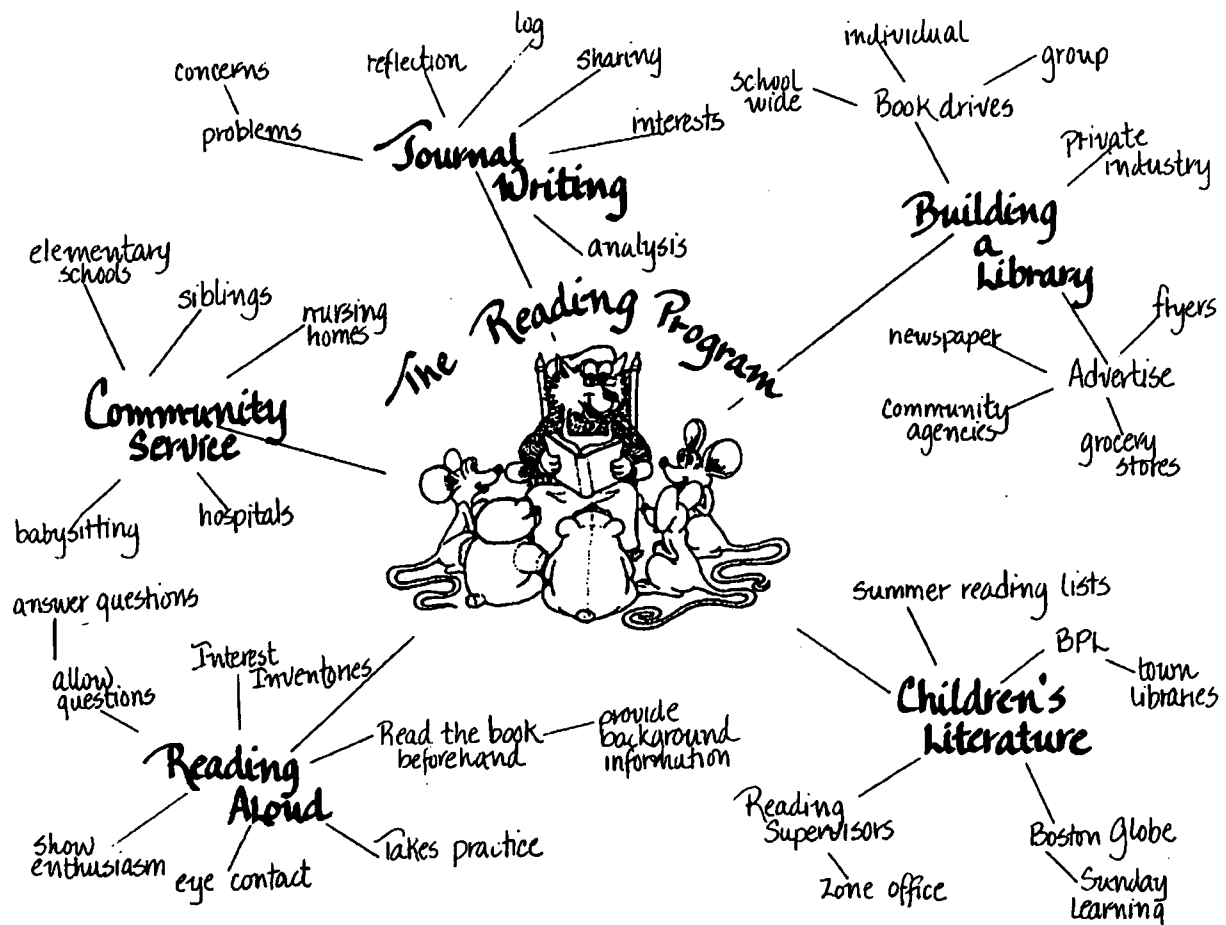 The Reading Program
Journal
Writing
concerns
problems
reflection
log
sharing
interests
analysis
Building
a
Library
Book drives
individual
group
school
wide
private
industry
Advertise
flyers
newspaper
community
agencies
grocery
stores
Community
Service
elementary
schools
siblings
nursing
homes
babysitting
hospitals
Reading
Aloud
answer questions
allow
questions
Interest
Inventories
Read the book
beforehand
provide
background
information
show
enthusiasm
eye contact
Takes practice
Children's
Literature
summer reading lists
BPL
town
libraries
Reading
Supervisors
Zone office
Boston Globe
Sunday
Learning